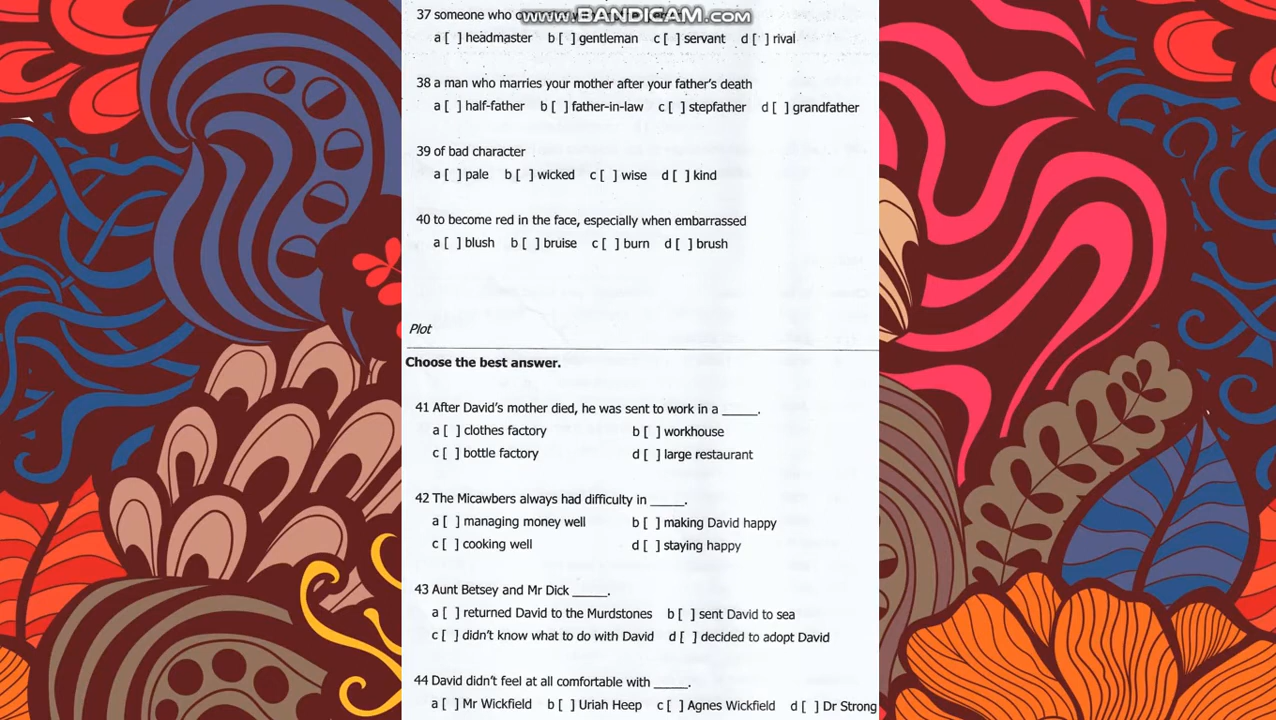 www.BANDICAM.com
37 someone who
a [ ] headmaster b [ ] gentleman c [ ] servant d [ ] rival
38 a man who marries your mother after your father's death
a [ ] half-father b [ ] father-in-law c [ ] stepfather d [ ] grandfather
39 of bad character
a [ ] pale b [ ] wicked c [ ] wise d [ ] kind
40 to become red in the face, especially when embarrassed
a [ ] blush b [ ] bruise c [ ] burn d [ ] brush
Plot
Choose the best answer.
41 After David's mother died, he was sent to work in a _____.
a [ ] clothes factory b [ ] workhouse
c [ ] bottle factory d [ ] large restaurant
42 The Micawbers always had difficulty in _____.
a [ ] managing money well b [ ] making David happy
c [ ] cooking well d [ ] staying happy
43 Aunt Betsey and Mr Dick _____.
a [ ] returned David to the Murdstones b [ ] sent David to sea
c [ ] didn't know what to do with David d [ ] decided to adopt David
44 David didn't feel at all comfortable with _____.
a [ ] Mr Wickfield b [ ] Uriah Heep c [ ] Agnes Wickfield d [ ] Dr Strong